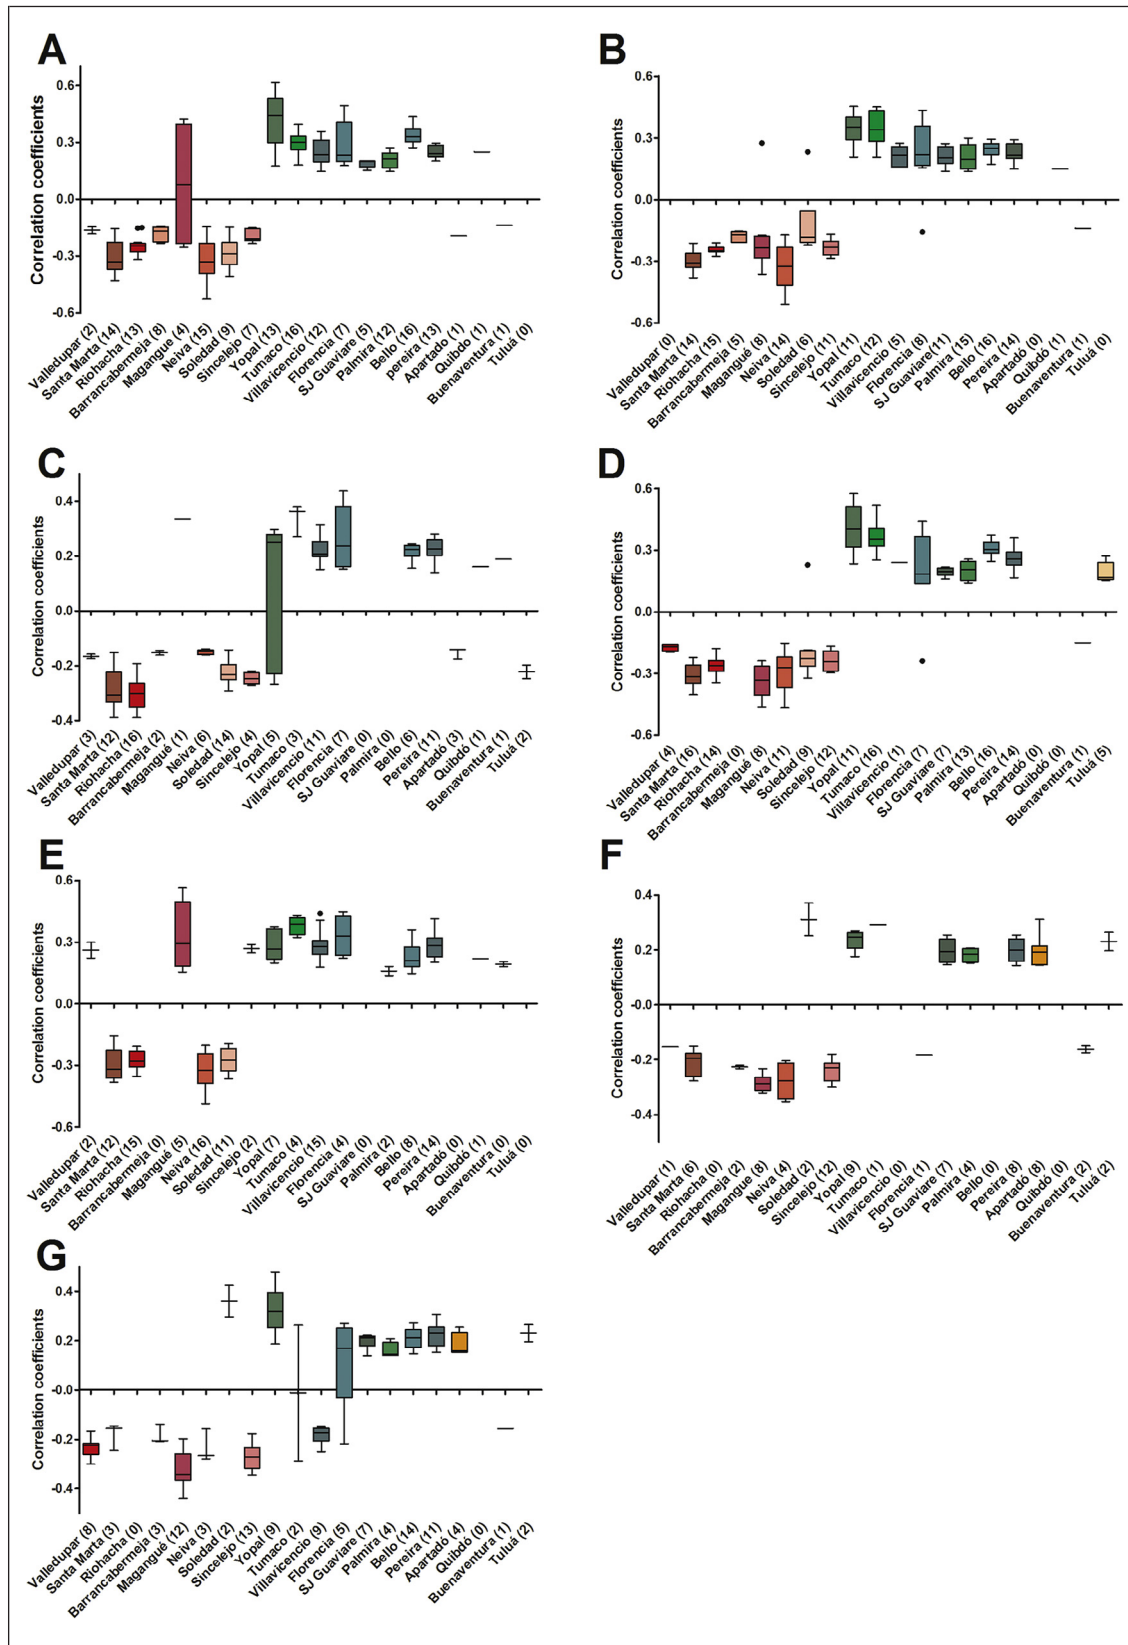 A
Correlation coefficients
0.6
0.3
0.0
-0.3
-0.6
Valledupar (2)
Santa Marta (14)
Riohacha (13)
Barrancabermeja (8)
Magangue (4)
Neiva (15)
Soledad (9)
Sincelejo (7)
Yopal (13)
Tumaco (16)
Villavicencio (12)
Florencia (7)
SJ Guaviare (5)
Palmira (12)
Bello (16)
pereira (13)
Apartado (1)
Quibdó (1)
Buenaventura (1)
Tuluá (0)
B
Correlation coefficients
0.6
0.3
0.0
-0.3
-0.6
Valledupar (0)
Santa Marta (14)
Riohacha (15)
Barrancabermeja (5)
Magangué (8)
Neiva (14)
Soledad (6)
Sincelejo (11)
Yopal (11)
Tumaco (12)
Villavicencio (5)
Florencia (8)
SJ Guaviare(11)
Palmira (15)
Bello (16)
Pereira (14)
Apartadó (0)
Quibdó (1)
Buenaventura (1)
Tuluá (0)
C
Correlation coefficients
0.4
0.2
0.0
-0.2
-0.4
Valledupar (3)
Santa Marta (12)
Riohacha (16)
Barrancabermeja (2)
Magangué (1)
Neiva (6)
Soledad (14)
Sincelejo (4)
Yopal (5)
Tumaco (3)
Villavicencio (11)
Florencia (7)
SJ Guaviare (0)
Palmira (0)
Bello (6)
Pereira (11)
Apartadó (3)
Quibdó (1)
Buenaventura (1)
Tuluá (2)
D
Correlation coefficients
0.6
0.3
0.0
-0.3
-0.6
Valledupar (4)
Santa Marta (16)
Riohacha (14)
Barrancabermeja (0)
Magangué (8)
Neiva (11)
Soledad (9)
Sincelejo (12)
Yopal (11)
Tumaco (16)
Villavicencio (1)
Florencia (7)
SJ Guaviare (7)
Palmira (13)
Bello (16)
Pereira (14)
Apartadó (0)
Quibdó (0)
Buenaventura (1)
Tuluá (5)
E
Correlation coefficients
0.6
0.3
0.0
-0.3
-0.6
Valledupar (2)
Santa Marta (12)
Riohacha (15)
Barrancabermeja (0)
Magangué (5)
Neiva (16)
Soledad (11)
Sincelejo (2)
Yopal (7)
Tumaco (4)
Villavicencio (15)
Florencia (4)
SJ Guaviare (0)
Palmira (2)
Bello (8)
Pereira (14)
Apartadó (0)
Quibdó (1)
Buenaventura (0)
Tuluá (0)
F
Correlation coefficients
0.4
0.2
-0.0
-0.2
-0.4
Valledupar (1)
Santa Marta (6)
Riohacha (0)
Barrancabermeja (2)
Magangue (8)
Neiva (4)
Soledad (2)
Sincelejo (12)
Yopal (9)
Tumaco (1)
Villavicencio (0)
Florencia (1)
SJ Guaviare (7)
Palmira (4)
Bello (0)
Pereira (8)
Apartadó (8)
Quibdó (0)
Buenaventura (2)
Tuluá (2)
G
Correlation coefficients
0.4
0.2
-0.0
-0.2
-0.4
Valledupar (8)
Santa Marta (3)
Riohacha (0)
Barrancabermeja (3)
Magangué (12)
Neiva (3)
Soledad (2)
Sincelejo (13)
Yopal (9)
Tumaco (2)
Villavicencio (9)
Florencia (5)
SJ Guaviare (7)
Palmira (4)
Bello (14)
Pereira (11)
Apartadó (4)
Quibdó (0)
Buenaventura (1)
Tuluá (2)